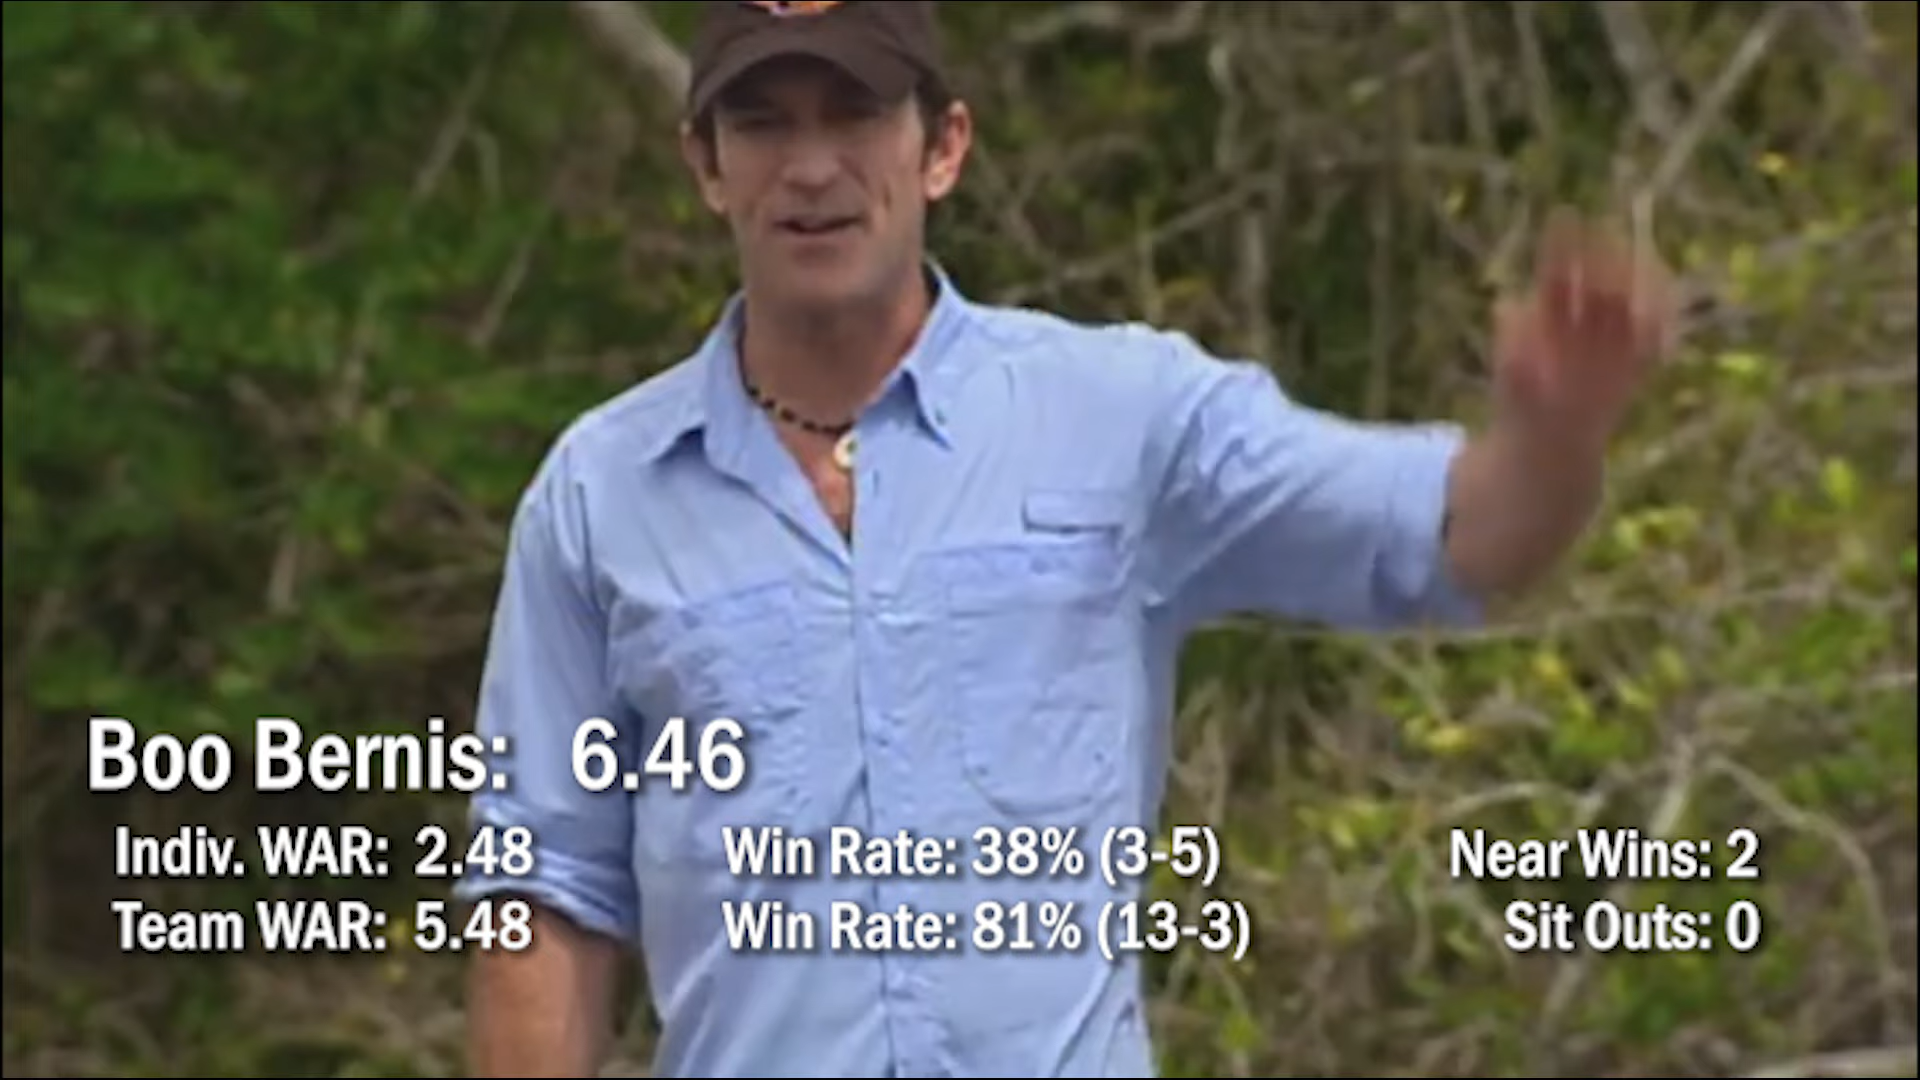 Boo Bernis: 6.46
Indiv. WAR: 2.48 Win Rate: 38% (3-5) Near Wins: 2
Team WAR: 5.48 Win Rate: 81% (13-3) Sit Outs: 0